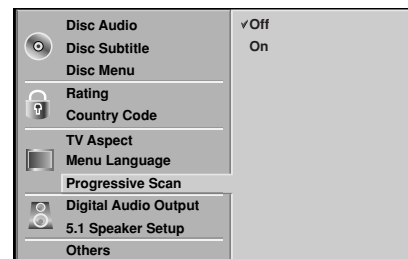 Disc Audio
Disc Subtitle
Disc Menu
Rating
Country Code
TV Aspect
Menu Language
Progressive Scan
Digital Audio Output
5.1 Speaker Setup
Others
✓Off
On